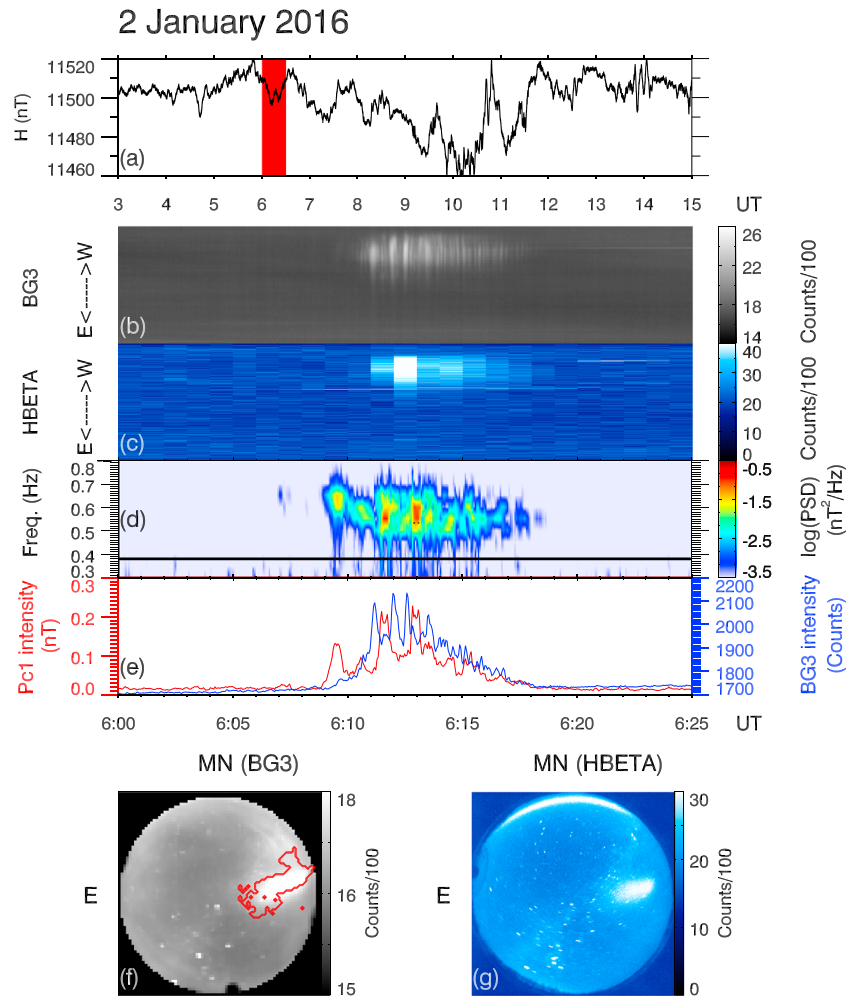 2 January 2016
11520
11500
11480
11460
H (nT)
(a)
3 4 5 6 7 8 9 10 11 12 13 14 15 UT
BG3
E<----->W
(b)
26
22
18
14
Counts/100
HBETA
E<----->W
(c)
40
30
20
10
0
Counts/100
Freq. (Hz)
0.8
0.7
0.6
0.5
0.4
0.3
(d)
-0.5
-1.5
-2.5
-3.5
log(PSD)
(nT²/Hz)
Pc1 intensity
(nT)
0.3
0.2
0.1
0.0
(e)
2200
2100
2000
1900
1800
1700
BG3 intensity
(Counts)
6:00 6:05 6:10 6:15 6:20 6:25 UT
MN (BG3)
E
(f)
18
16
15
Counts/100
MN (HBETA)
E
(g)
30
20
10
0
Counts/100